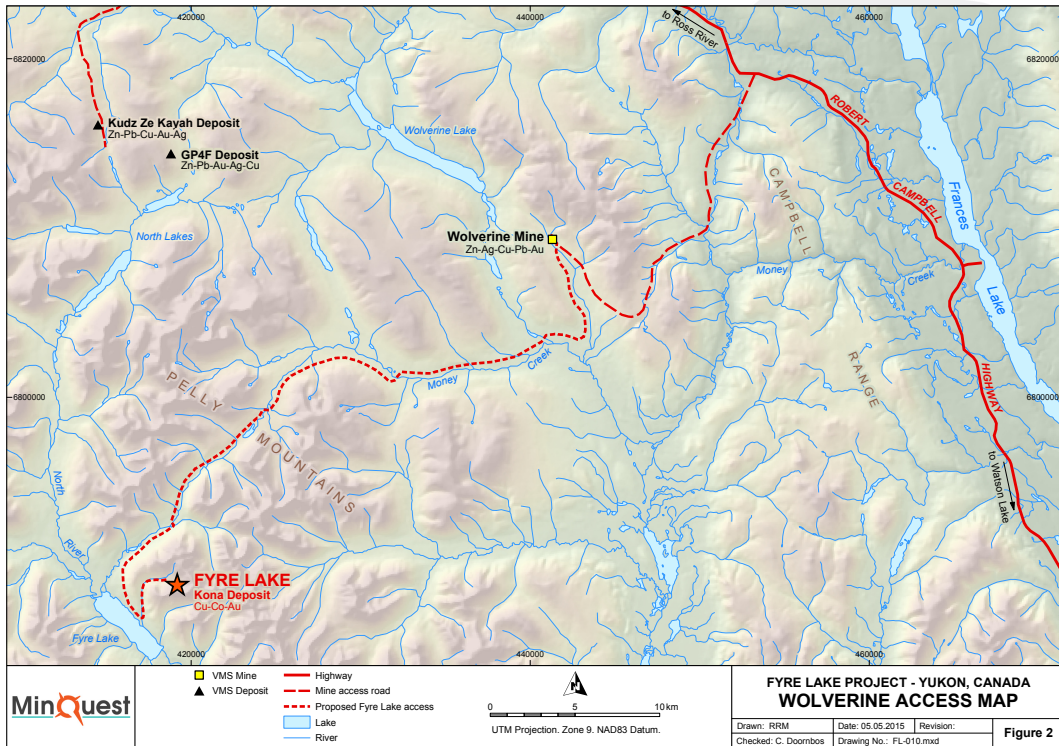 420000
440000
460000
6820000
6820000
to Ross River
Kudz Ze Kayah Deposit
Zn-Pb-Cu-Au-Ag
GP4F Deposit
Zn-Pb-Au-Ag-Cu
Wolverine Lake
ROBERT
CAMPBELL
HIGHWAY
CAMPBELL
RANGE
Frances
Lake
North Lakes
Wolverine Mine
Zn-Ag-Cu-Pb-Au
Money
Creek
Money
Creek
6800000
6800000
PELLY
MOUNTAINS
North
River
to Watson Lake
FYRE LAKE
Kona Deposit
Cu-Co-Au
Fyre Lake
420000
440000
460000
MinQuest
VMS Mine
VMS Deposit
Highway
Mine access road
Proposed Fyre Lake access
Lake
River
N
0 5 10 km
UTM Projection. Zone 9. NAD83 Datum.
FYRE LAKE PROJECT - YUKON, CANADA
WOLVERINE ACCESS MAP
Drawn: RRM
Date: 05.05.2015
Revision:
Figure 2
Checked: C. Doornbos
Drawing No.: FL-010.mxd